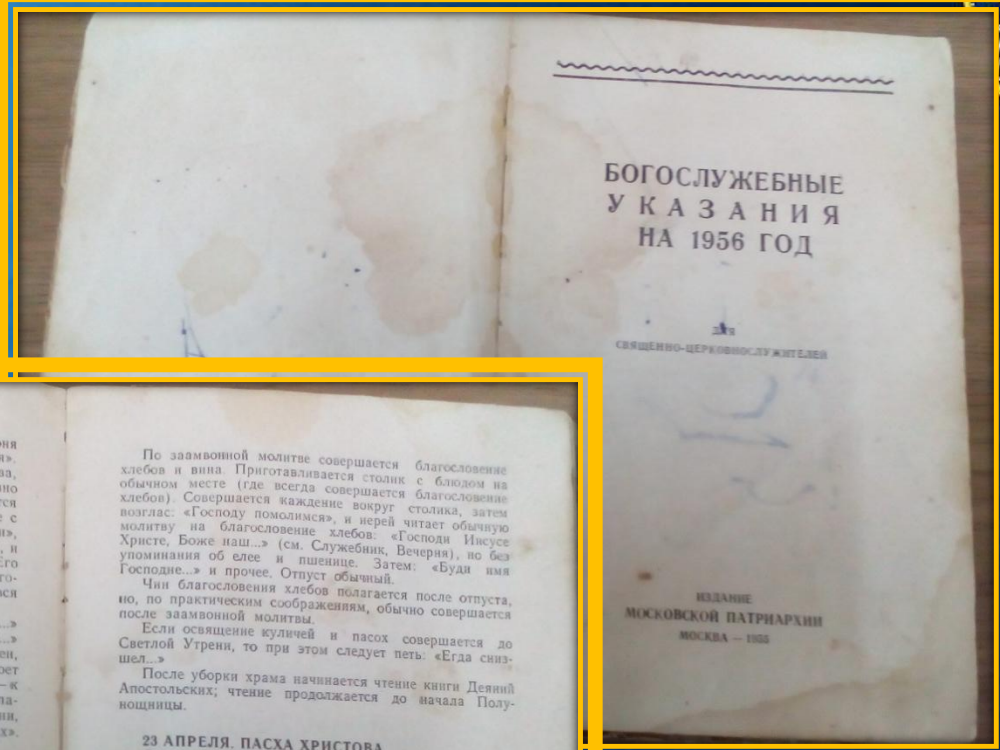 БОГОСЛУЖЕБНЫЕ
УКАЗАНИЯ
НА 1956 ГОД
ДЛЯ
СВЯЩЕННО-ЦЕРКОВНОСЛУЖИТЕЛЕЙ
ИЗДАНИЕ
МОСКОВСКОЙ ПАТРИАРХИИ
МОСКВА — 1955
По заамвонной молитве совершается благословение
хлебов и вина. Приготавливается столик с блюдом на
обычном месте (где всегда совершается благословение
хлебов). Совершается каждение вокруг столика, затем
возглас: «Господу помолимся», и иерей читает обычную
молитву на благословение хлебов: «Господи Иисусе
Христе, Боже наш...» (см. Служебник, Вечерня), но без
упоминания об елее и пшенице. Затем: «Буди имя
Господне...» и прочее. Отпуст обычный.
Чин благословения хлебов полагается после отпуста,
но, по практическим соображениям, обычно совершается
после заамвонной молитвы.
Если освящение куличей и пасох совершается до
Светлой Утрени, то при этом следует петь: «Егда сниз-
шел...»
После уборки храма начинается чтение книги Деяний
Апостольских; чтение продолжается до начала Полу-
нощницы.
23 АПРЕЛЯ. ПАСХА ХРИСТОВА